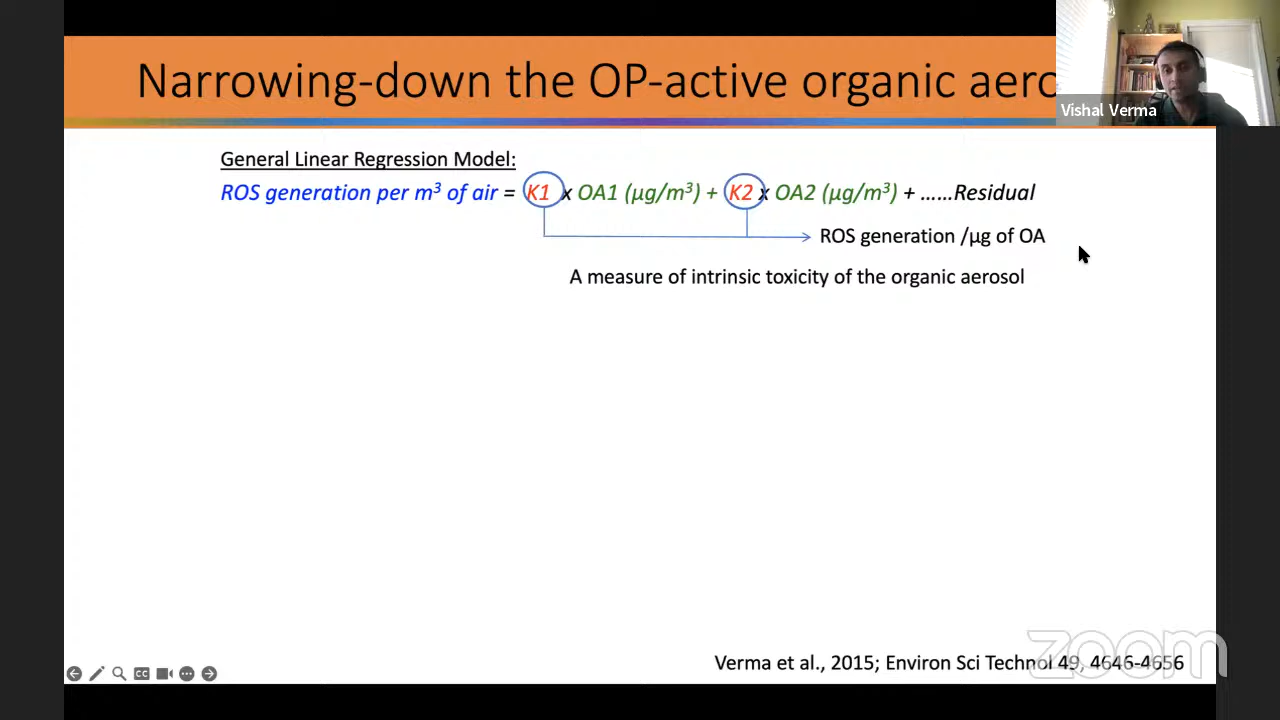 Narrowing-down the OP-active organic aero
Vishal Verma
General Linear Regression Model:
ROS generation per m³ of air = K1 x OA1 (µg/m³) + K2 x OA2 (µg/m³) + ......Residual
ROS generation /µg of OA
A measure of intrinsic toxicity of the organic aerosol
zoom
Verma et al., 2015; Environ Sci Technol 49, 4646-4656
CC